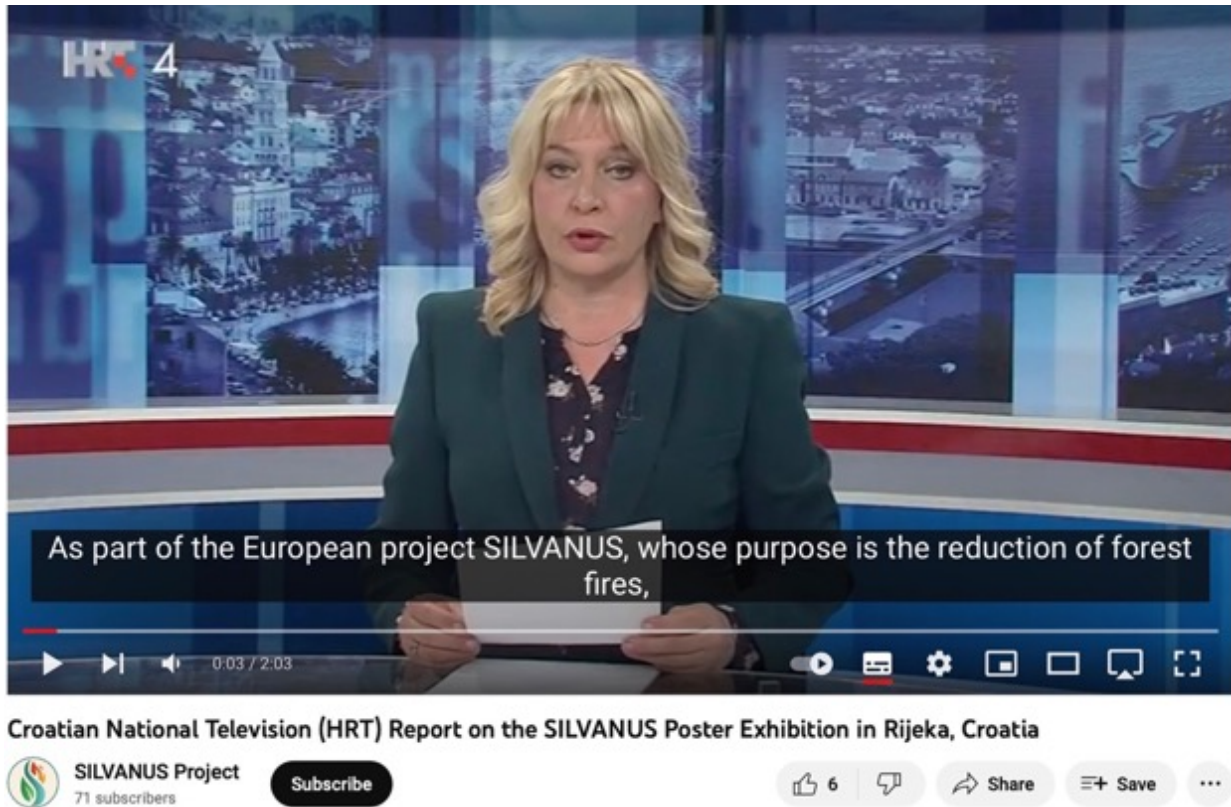 HRT 4
As part of the European project SILVANUS, whose purpose is the reduction of forest
fires,
0:03 / 2:03
Croatian National Television (HRT) Report on the SILVANUS Poster Exhibition in Rijeka, Croatia
SILVANUS Project
71 subscribers
Subscribe
6
Share
Save